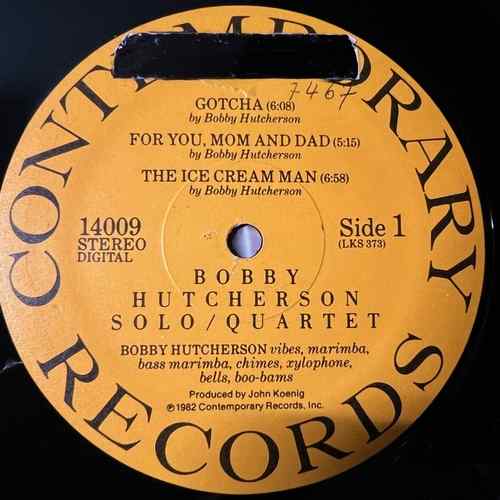 CONTEMPORARY
7467
GOTCHA (6:08)
by Bobby Hutcherson
FOR YOU, MOM AND DAD (5:15)
by Bobby Hutcherson
THE ICE CREAM MAN (6:58)
by Bobby Hutcherson
14009
STEREO
DIGITAL
Side 1
(LKS 373)
BOBBY
HUTCHERSON
SOLO/QUARTET
BOBBY HUTCHERSON vibes, marimba,
bass marimba, chimes, xylophone,
bells, boo-bams
Produced by John Koenig
℗1982 Contemporary Records, Inc.
RECORDS